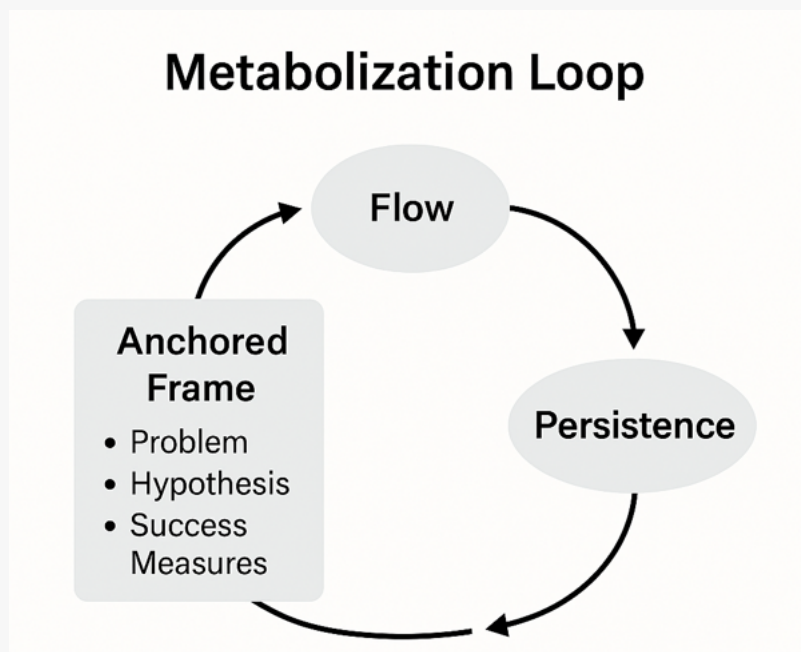 Metabolization Loop
Flow
Anchored
Frame
• Problem
• Hypothesis
• Success
Measures
Persistence